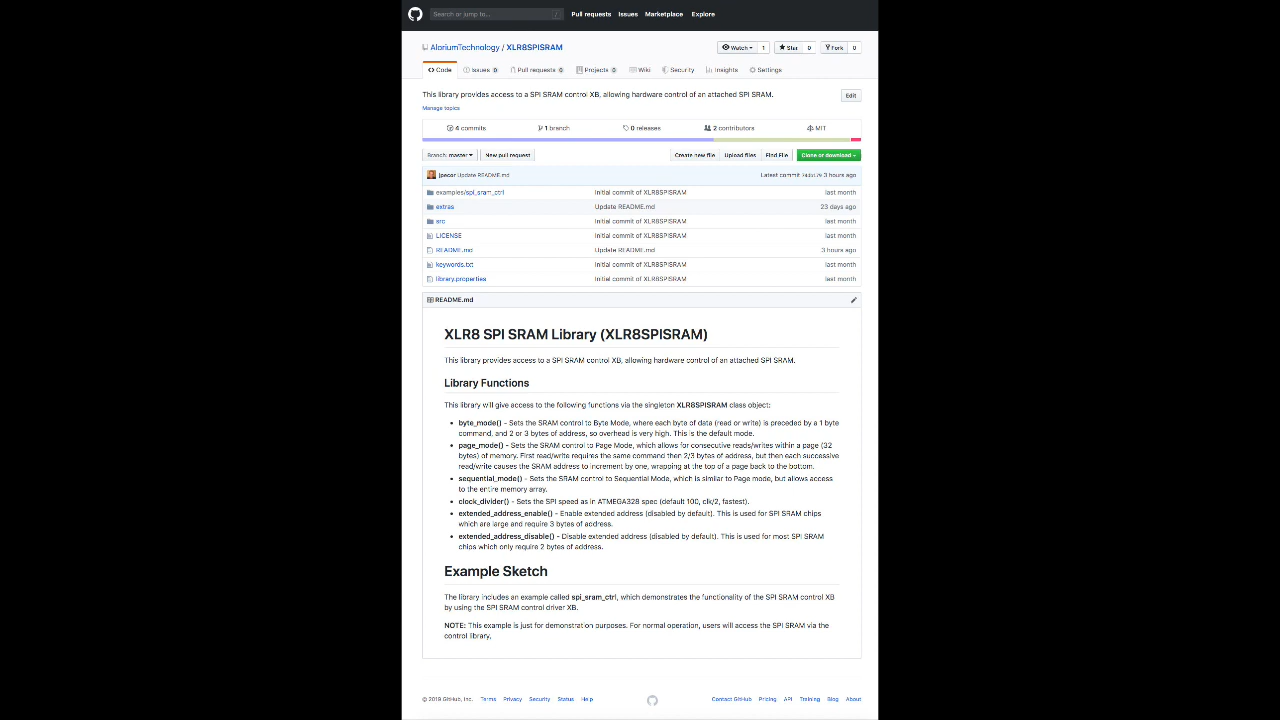 Search or jump to... / Pull requests Issues Marketplace Explore
AloriumTechnology / XLR8SPISRAM Watch 1 Star 0 Fork 0
Code Issues 0 Pull requests 0 Projects 0 Wiki Security Insights Settings
This library provides access to a SPI SRAM control XB, allowing hardware control of an attached SPI SRAM. Edit
Manage topics
4 commits 1 branch 0 releases 2 contributors MIT
Branch: master New pull request Create new file Upload files Find File Clone or download
jpecor Update README.md Latest commit 3 hours ago
examples/spi_sram_ctrl Initial commit of XLR8SPISRAM last month
extras Update README.md 23 days ago
src Initial commit of XLR8SPISRAM last month
LICENSE Initial commit of XLR8SPISRAM last month
README.md Update README.md 3 hours ago
keywords.txt Initial commit of XLR8SPISRAM last month
library.properties Initial commit of XLR8SPISRAM last month
README.md
XLR8 SPI SRAM Library (XLR8SPISRAM)
This library provides access to a SPI SRAM control XB, allowing hardware control of an attached SPI SRAM.
Library Functions
This library will give access to the following functions via the singleton XLR8SPISRAM class object:
• byte_mode() - Sets the SRAM control to Byte Mode, where each byte of data (read or write) is preceded by a 1 byte
command, and 2 or 3 bytes of address, so overhead is very high. This is the default mode.
• page_mode() - Sets the SRAM control to Page Mode, which allows for consecutive reads/writes within a page (32
bytes) of memory. First read/write requires the same command then 2/3 bytes of address, but then each successive
read/write causes the SRAM address to increment by one, wrapping at the top of a page back to the bottom.
• sequential_mode() - Sets the SRAM control to Sequential Mode, which is similar to Page mode, but allows access
to the entire memory array.
• clock_divider() - Sets the SPI speed as in ATMEGA328 spec (default 100, clk/2, fastest).
• extended_address_enable() - Enable extended address (disabled by default). This is used for SPI SRAM chips
which are large and require 3 bytes of address.
• extended_address_disable() - Disable extended address (disabled by default). This is used for most SPI SRAM
chips which only require 2 bytes of address.
Example Sketch
The library includes an example called spi_sram_ctrl, which demonstrates the functionality of the SPI SRAM control XB
by using the SPI SRAM control driver XB.
NOTE: This example is just for demonstration purposes. For normal operation, users will access the SPI SRAM via the
control library,
© 2019 GitHub, Inc. Terms Privacy Security Status Help Contact GitHub Pricing API Training Blog About